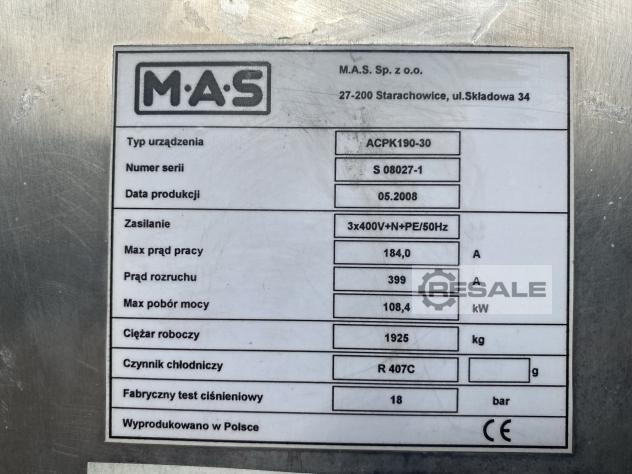 M·A·S
M.A.S. Sp. z o.o.
27-200 Starachowice, ul.Składowa 34
Typ urządzenia ACPK190-30
Numer serii S 08027-1
Data produkcji 05.2008
Zasilanie 3x400V+N+PE/50Hz
Max prąd pracy 184,0 A
Prąd rozruchu 399 A
RESALE
Max pobór mocy 108,4 kW
Ciężar roboczy 1925 kg
Czynnik chłodniczy R 407C g
Fabryczny test ciśnieniowy 18 bar
Wyprodukowano w Polsce CE